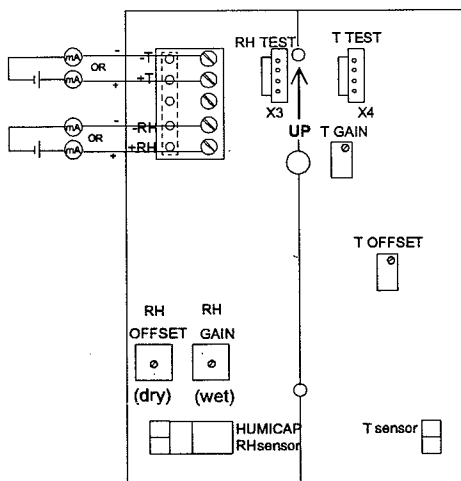 mA
-
-T
OR
mA
+
+T
mA
-
-RH
OR
mA
+
+RH
RH TEST
X3
T TEST
X4
UP
T GAIN
T OFFSET
RH
OFFSET
(dry)
RH
GAIN
(wet)
HUMICAP
RHsensor
T sensor